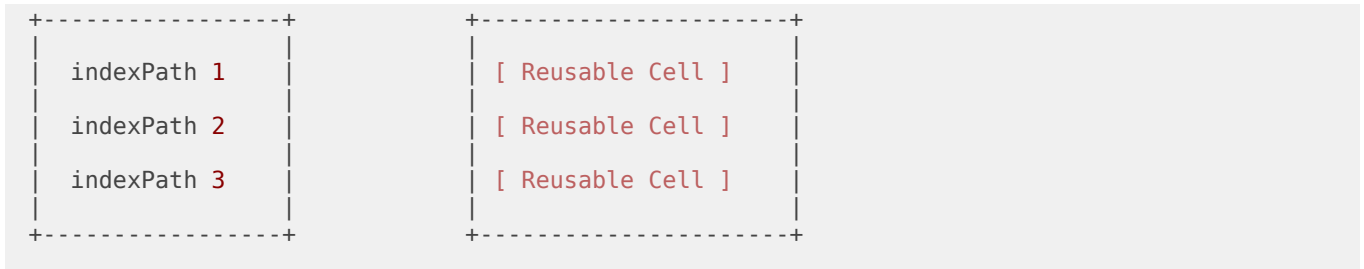 indexPath 1 [ Reusable Cell ]
indexPath 2 [ Reusable Cell ]
indexPath 3 [ Reusable Cell ]